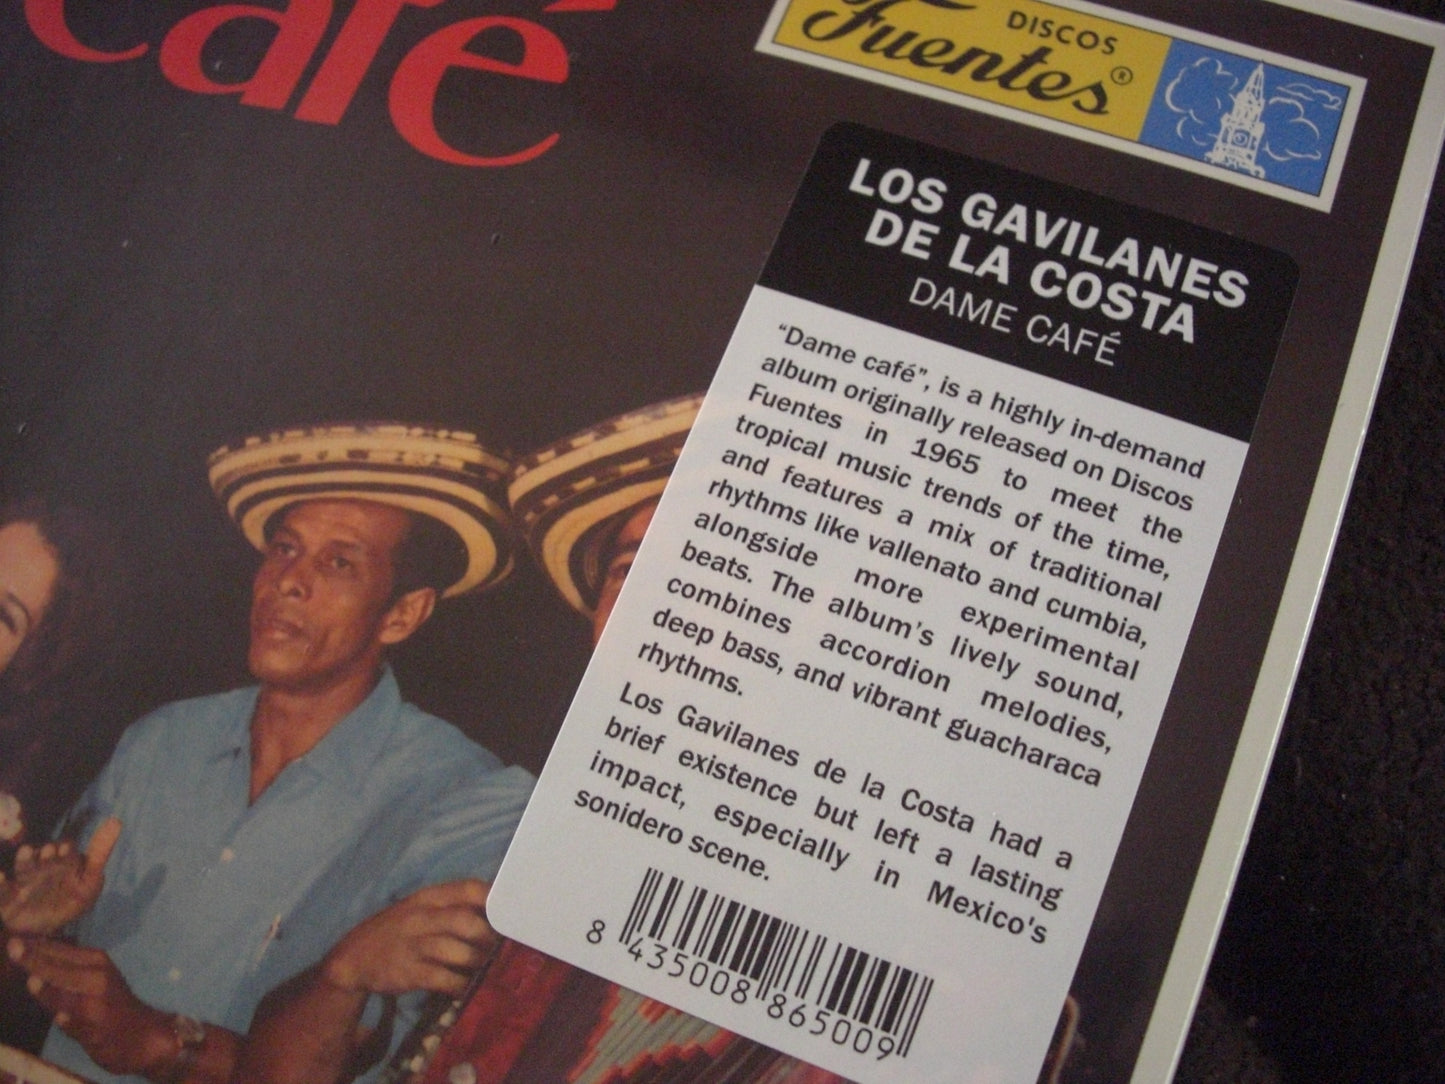 Café
DISCOS
Fuentes®
LOS GAVILANES
DE LA COSTA
DAME CAFÉ
“Dame café”, is a highly in-demand
album originally released on Discos
Fuentes in 1965 to meet the
tropical music trends of the time,
and features a mix of traditional
rhythms like vallenato and cumbia,
alongside more experimental
beats. The album's lively sound,
combines accordion melodies,
deep bass, and vibrant guacharaca
rhythms.
Los Gavilanes de la Costa had a
brief existence but left a lasting
impact, especially in Mexico's
sonidero scene.
8 435008 865009